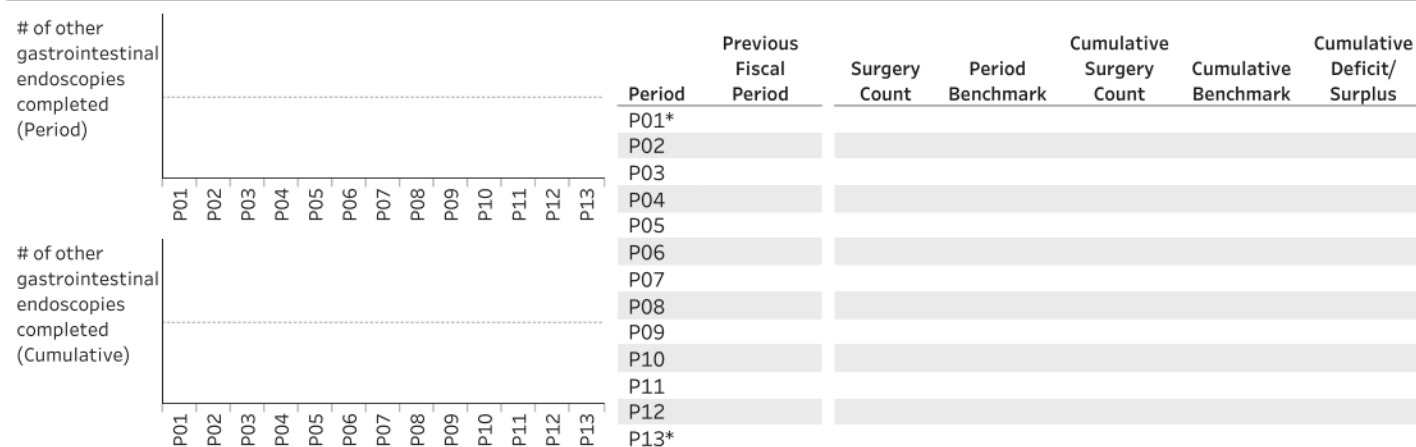 # of other
gastrointestinal
endoscopies
completed
(Period)
P01 P02 P03 P04 P05 P06 P07 P08 P09 P10 P11 P12 P13
# of other
gastrointestinal
endoscopies
completed
(Cumulative)
P01 P02 P03 P04 P05 P06 P07 P08 P09 P10 P11 P12 P13
Previous Cumulative Cumulative
Fiscal Surgery Period Surgery Cumulative Deficit/
Period Period Count Benchmark Count Benchmark Surplus
P01*
P02
P03
P04
P05
P06
P07
P08
P09
P10
P11
P12
P13*